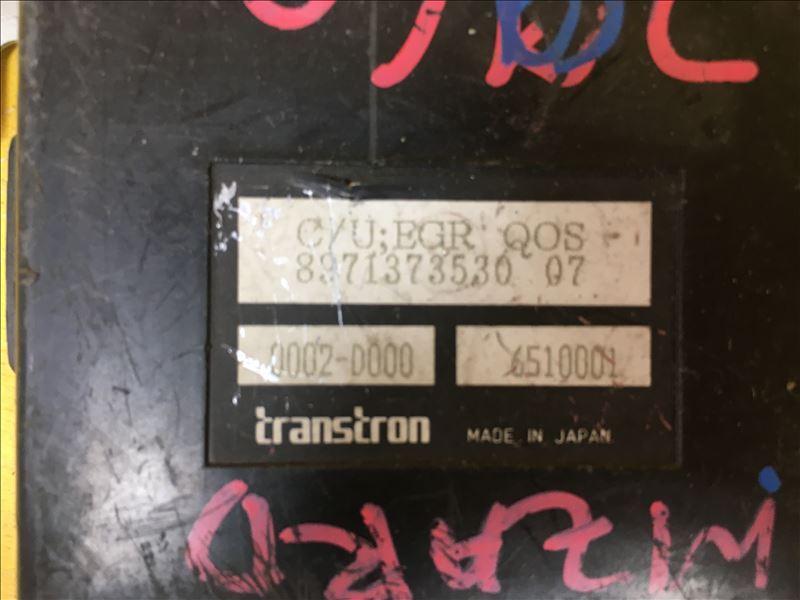 C/U;EGR QOS
8971373530 07
0002-D000
6510001
transtron
MADE IN JAPAN